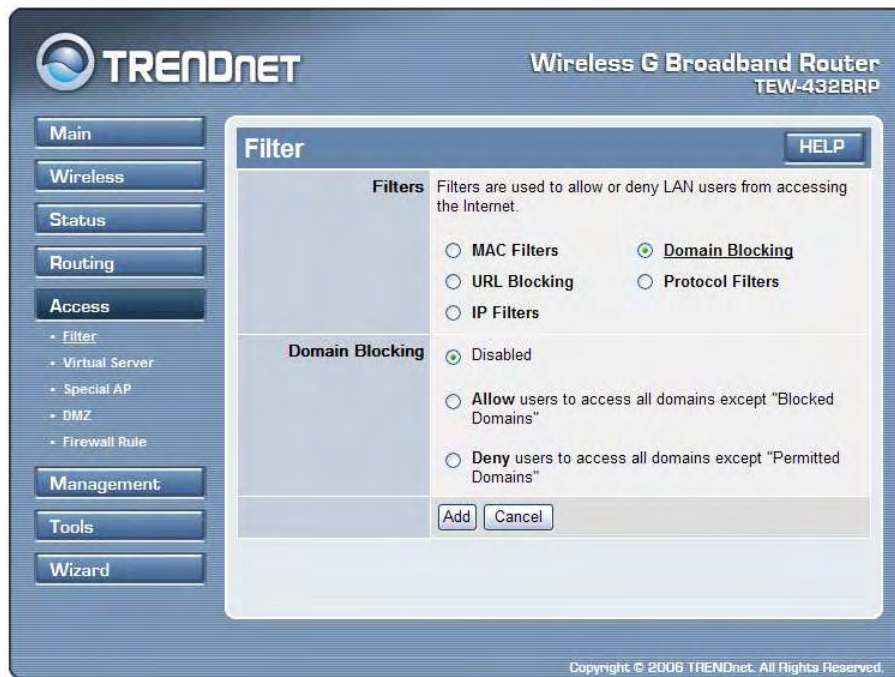 TRENDNET
Wireless G Broadband Router
TEW-432BRP
Main
Wireless
Status
Routing
Access
Filter
Virtual Server
Special AP
DMZ
Firewall Rule
Management
Tools
Wizard
Filter
HELP
Filters
Filters are used to allow or deny LAN users from accessing
the Internet.
MAC Filters
Domain Blocking
URL Blocking
Protocol Filters
IP Filters
Domain Blocking
Disabled
Allow users to access all domains except "Blocked
Domains"
Deny users to access all domains except "Permitted
Domains"
Add
Cancel
Copyright © 2006 TRENDnet. All Rights Reserved.